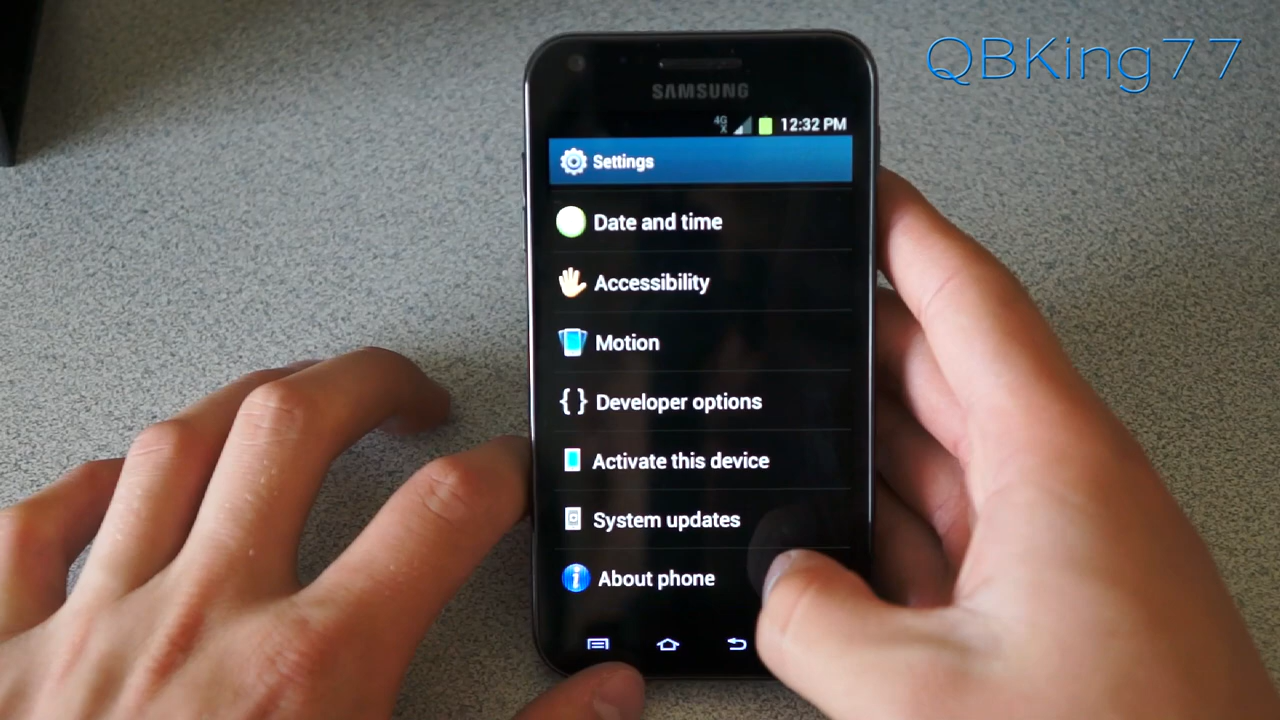 QBKing77
SAMSUNG
4G
X
12:32 PM
Settings
Date and time
Accessibility
Motion
{ } Developer options
Activate this device
System updates
About phone